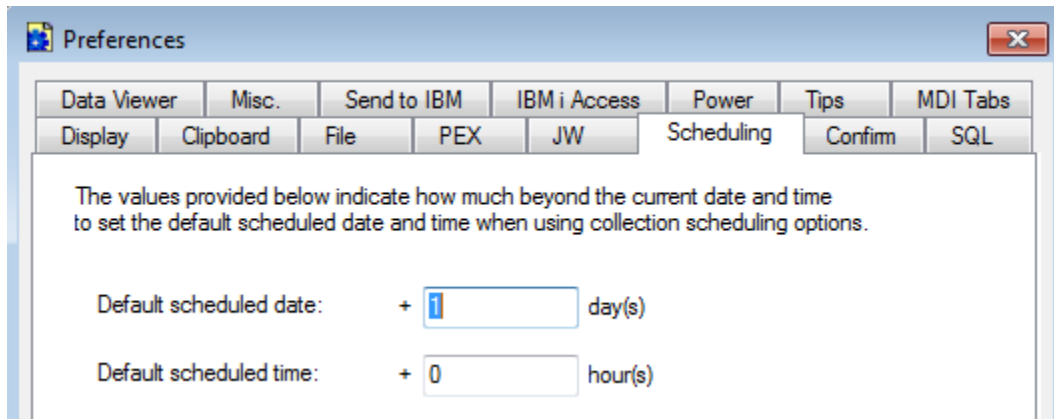 Preferences
Data Viewer Misc. Send to IBM IBM i Access Power Tips MDI Tabs
Display Clipboard File PEX JW Scheduling Confirm SQL
The values provided below indicate how much beyond the current date and time
to set the default scheduled date and time when using collection scheduling options.
Default scheduled date: + 1 day(s)
Default scheduled time: + 0 hour(s)